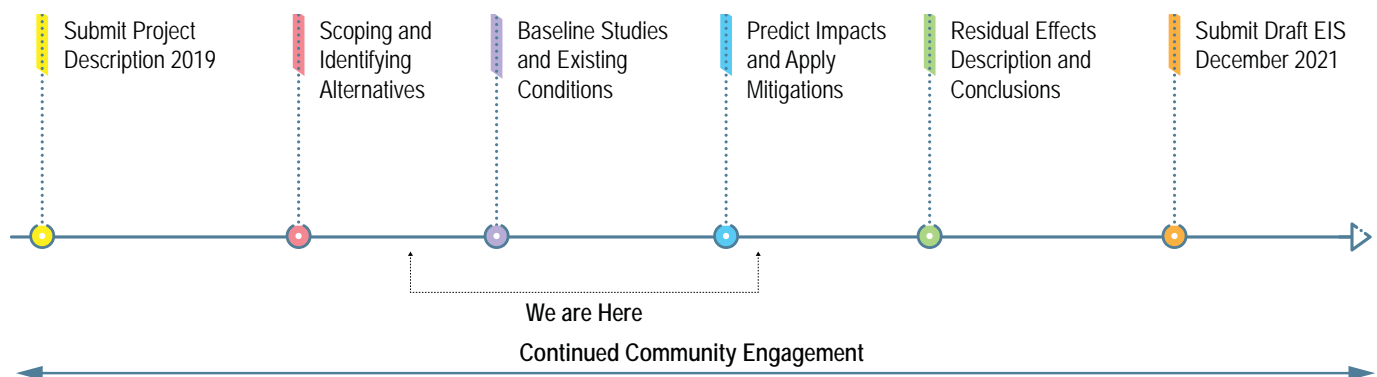 Submit Project
Description 2019
Scoping and
Identifying
Alternatives
Baseline Studies
and Existing
Conditions
Predict Impacts
and Apply
Mitigations
Residual Effects
Description and
Conclusions
Submit Draft EIS
December 2021
We are Here
Continued Community Engagement